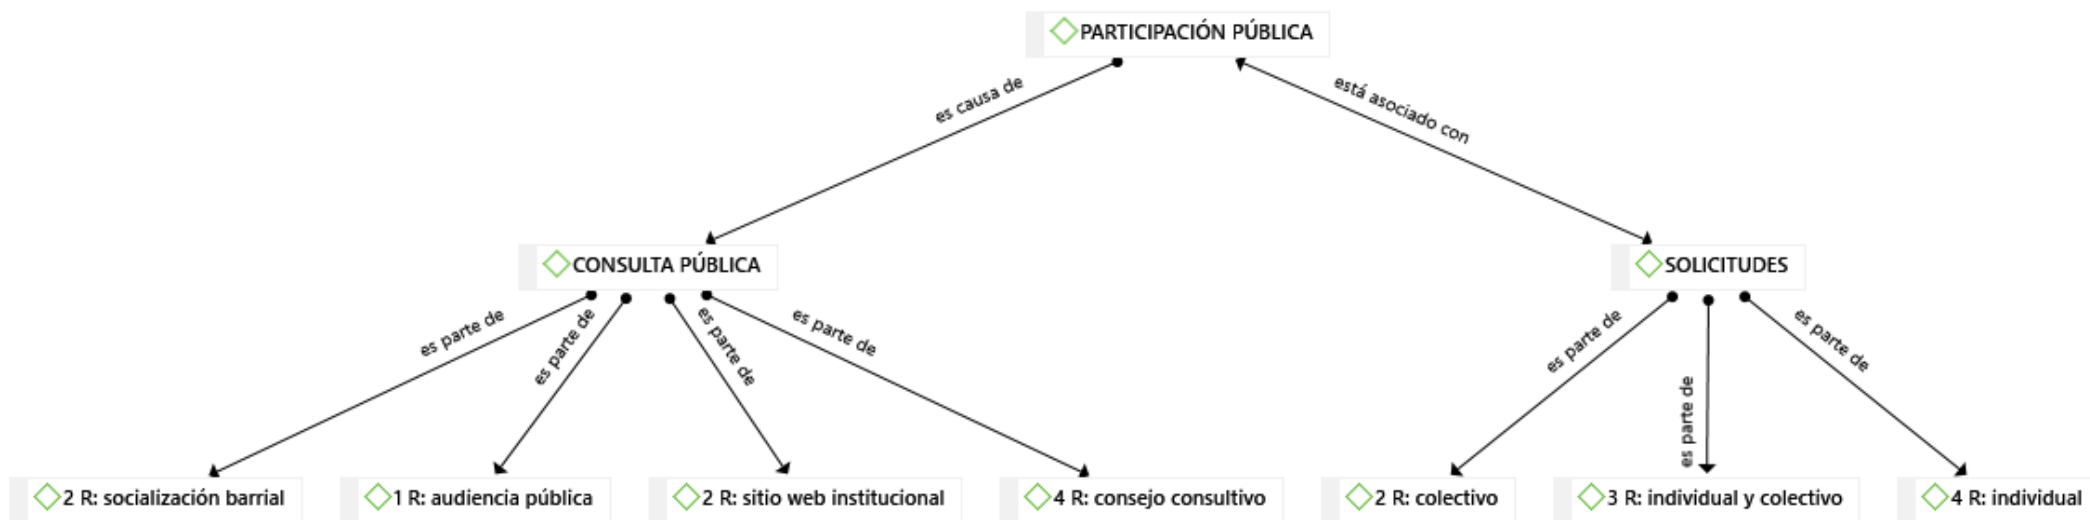 PARTICIPACIÓN PÚBLICA
es causa de
está asociado con
CONSULTA PÚBLICA
SOLICITUDES
es parte de
es parte de
es parte de
es parte de
es parte de
es parte de
es parte de
2 R: socialización barrial
1 R: audiencia pública
2 R: sitio web institucional
4 R: consejo consultivo
2 R: colectivo
3 R: individual y colectivo
4 R: individual